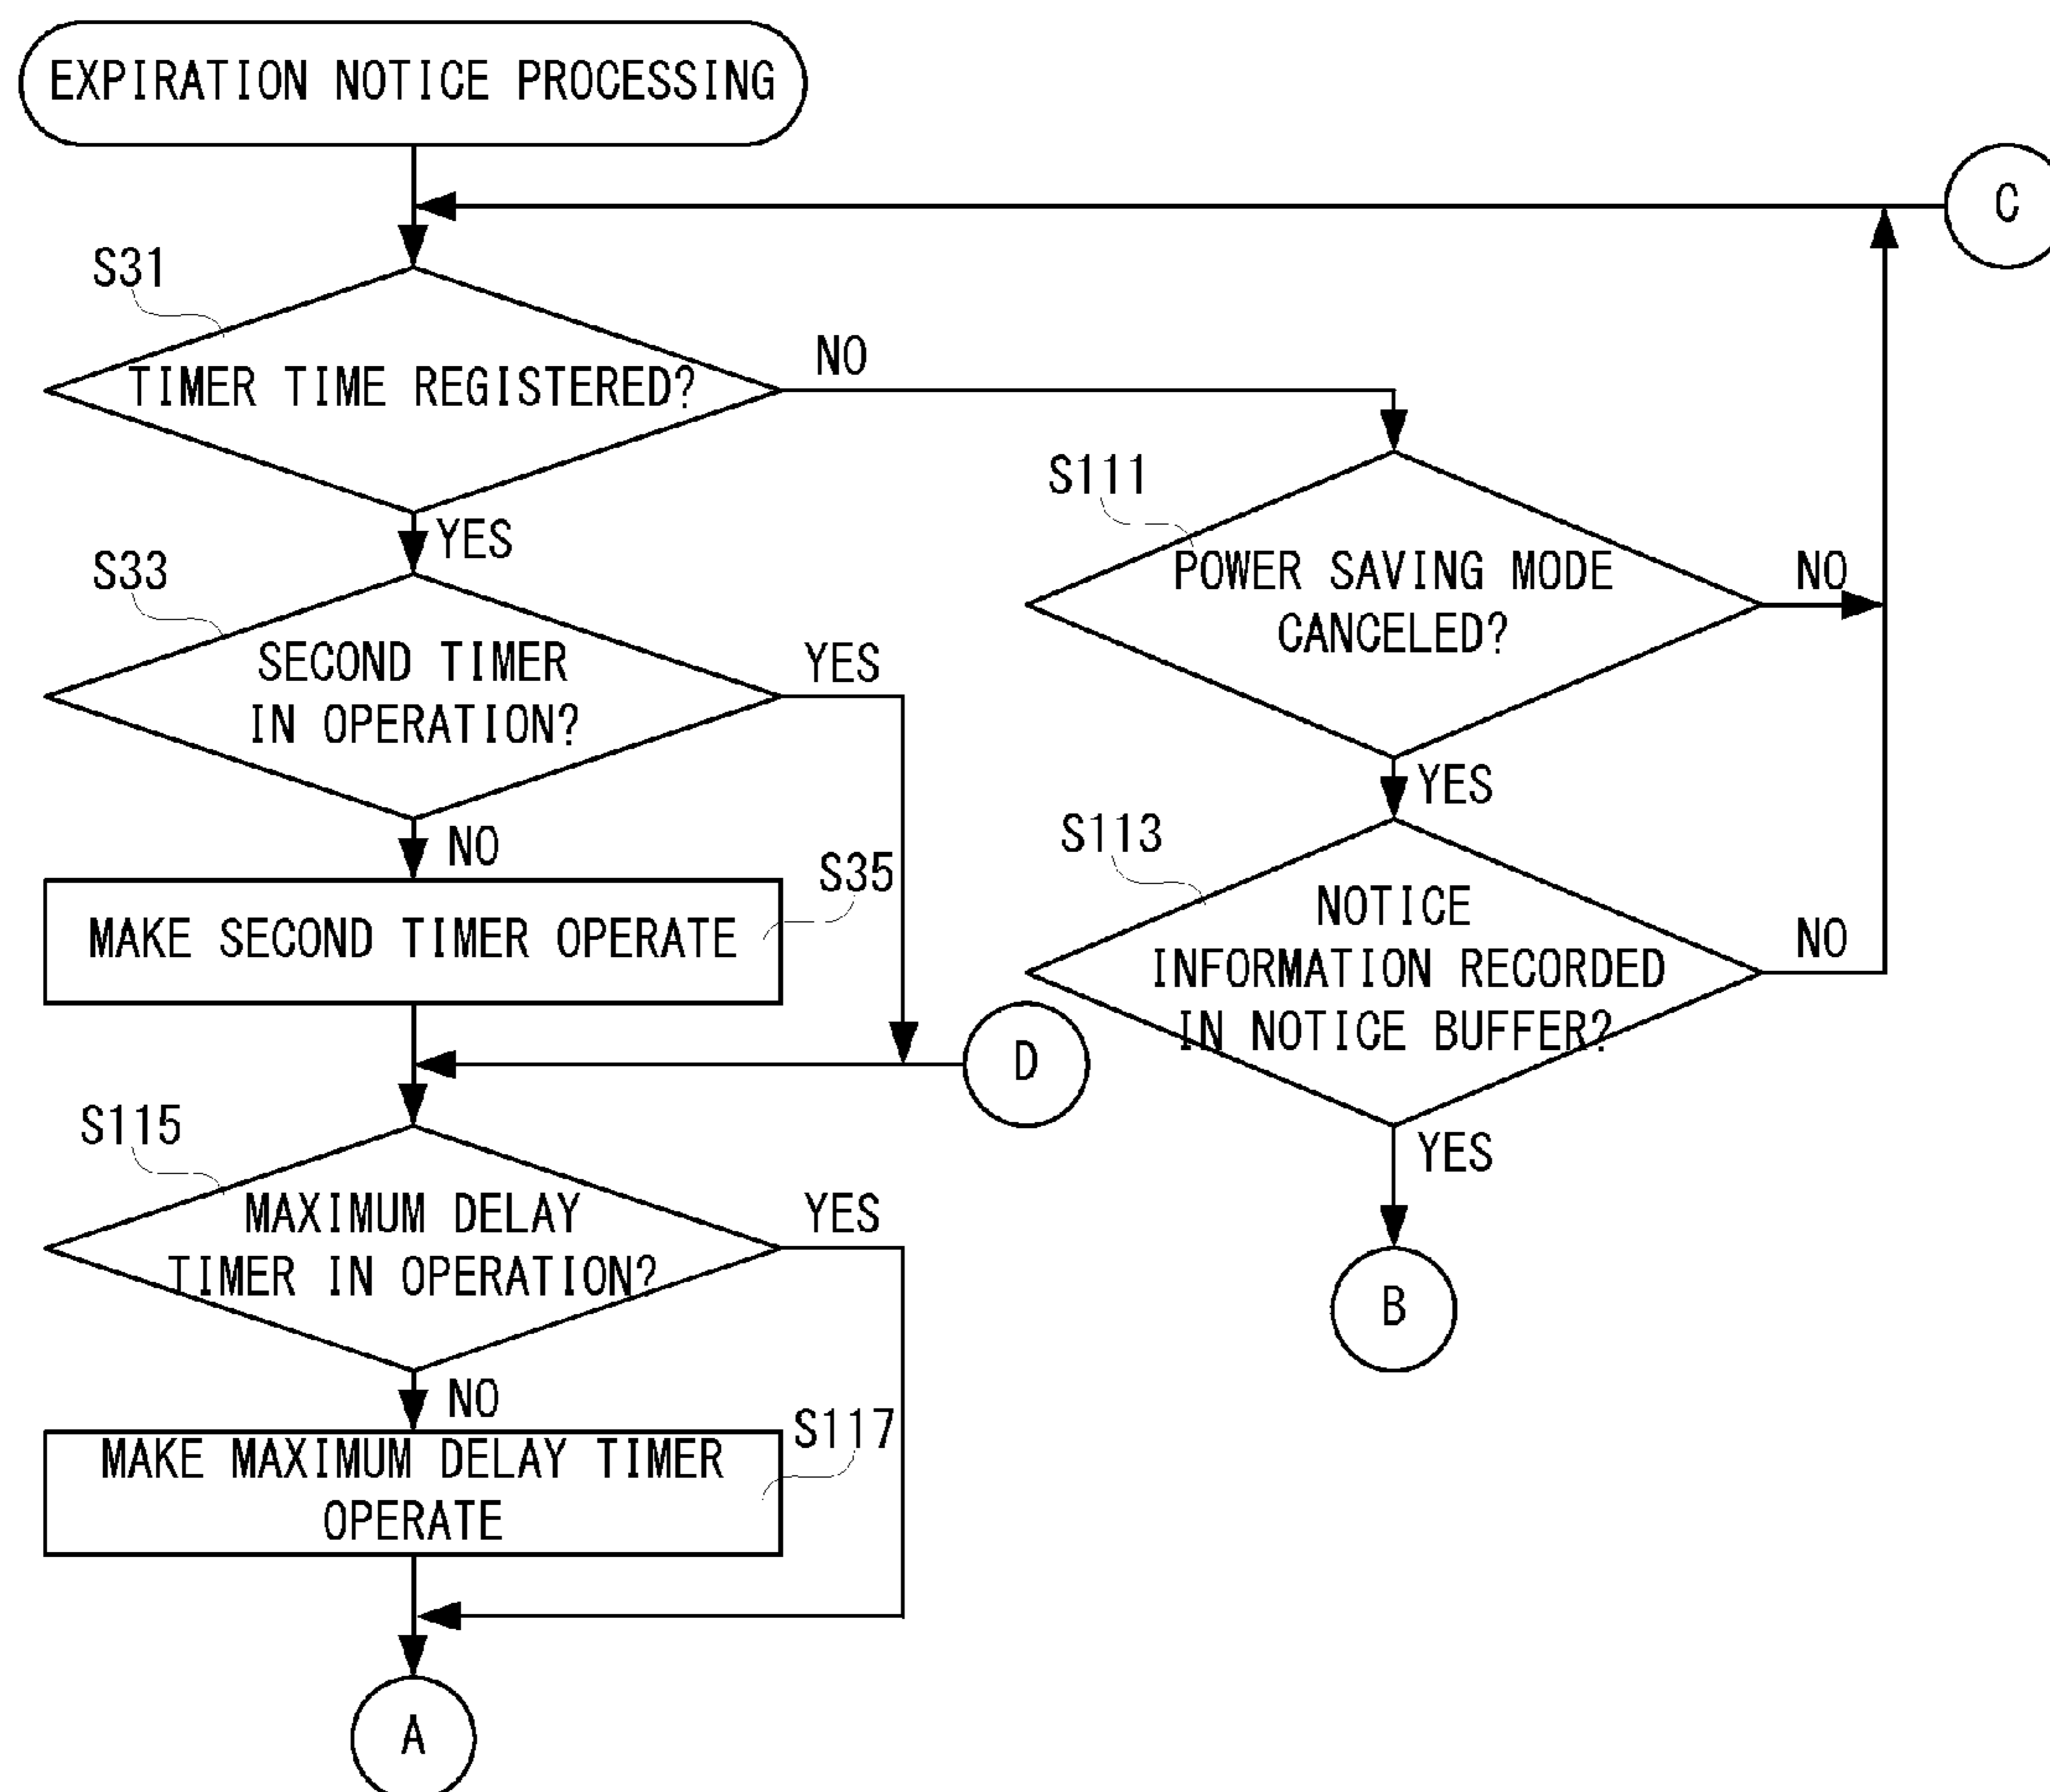 EXPIRATION NOTICE PROCESSING
C
S31
TIMER TIME REGISTERED?
NO
YES
S111
POWER SAVING MODE
CANCELED?
NO
YES
S33
SECOND TIMER
IN OPERATION?
YES
NO
S35
MAKE SECOND TIMER OPERATE
S113
NOTICE
INFORMATION RECORDED
IN NOTICE BUFFER?
NO
YES
D
B
S115
MAXIMUM DELAY
TIMER IN OPERATION?
YES
NO
S117
MAKE MAXIMUM DELAY TIMER
OPERATE
A